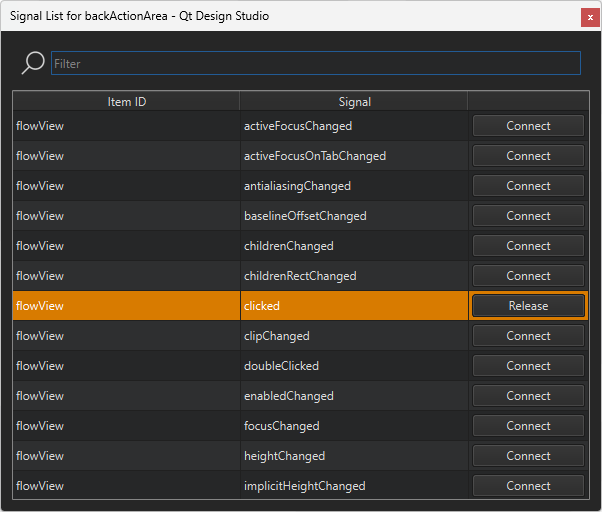 Signal List for backActionArea - Qt Design Studio
x
Filter
Item ID Signal
flowView activeFocusChanged Connect
flowView activeFocusOnTabChanged Connect
flowView antialiasingChanged Connect
flowView baselineOffsetChanged Connect
flowView childrenChanged Connect
flowView childrenRectChanged Connect
flowView clicked Release
flowView clipChanged Connect
flowView doubleClicked Connect
flowView enabledChanged Connect
flowView focusChanged Connect
flowView heightChanged Connect
flowView implicitHeightChanged Connect